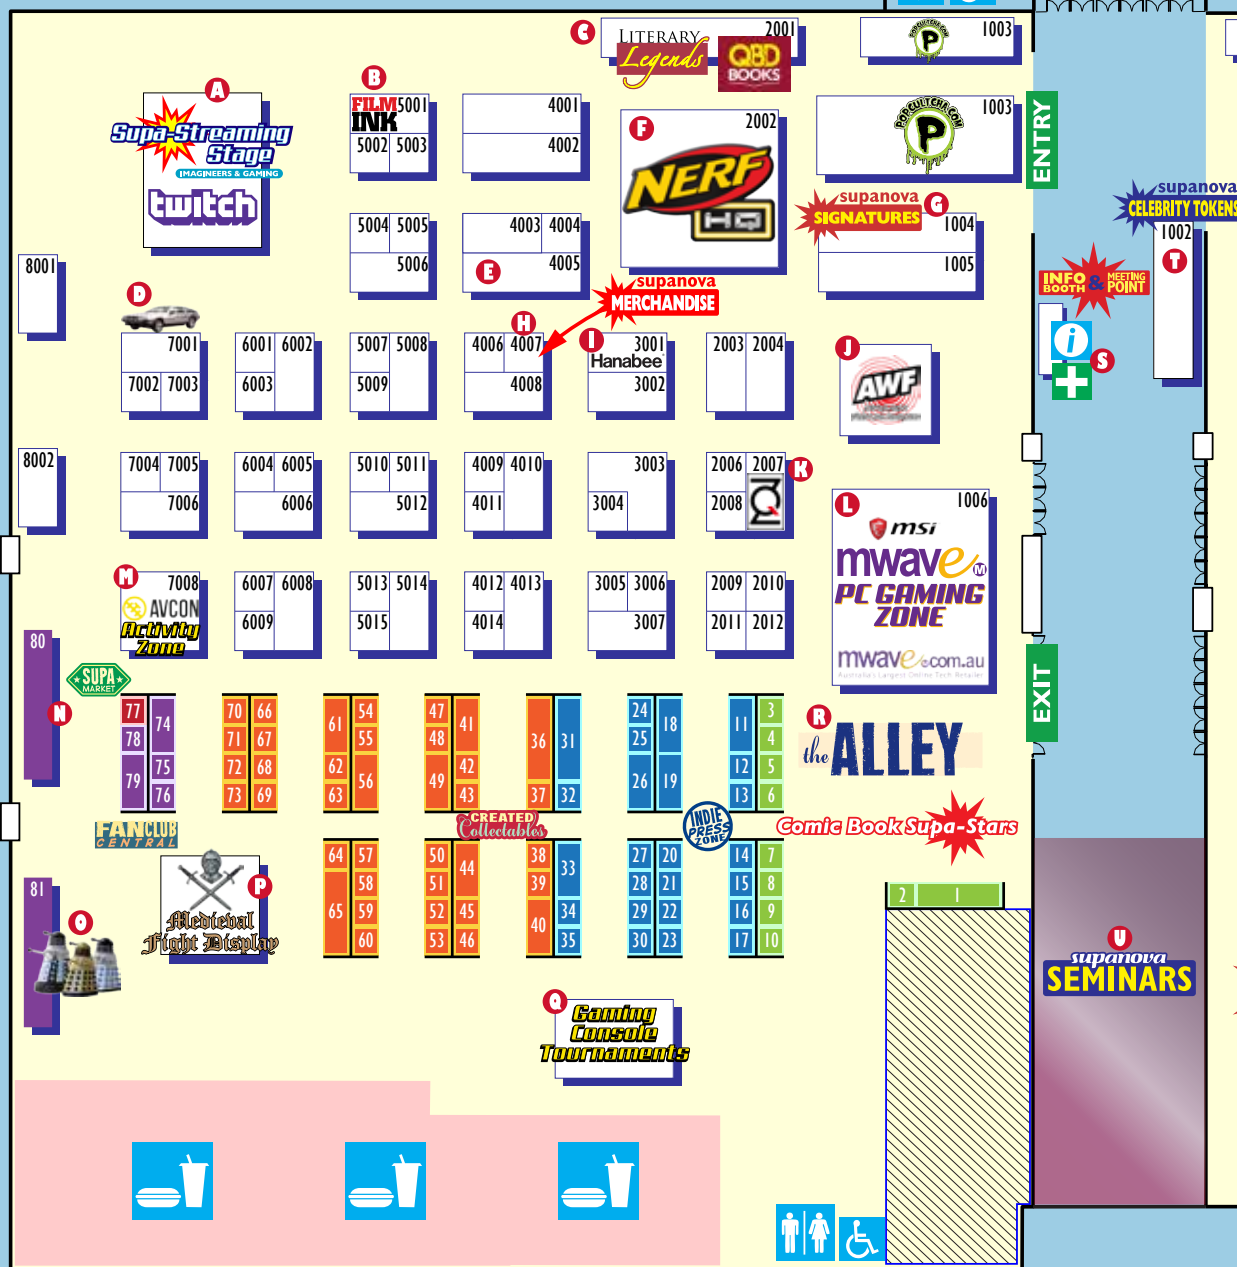 C
LITERARY
Legends
2001
QBD
BOOKS
POPCULTCHA.COM
P
1003
A
Supa-Streaming
Stage
IMAGINEERS & GAMING
twitch
B
FILM
INK
5001
5002
5003
4001
4002
F
2002
NERF
HQ
POPCULTCHA.COM
P
1003
ENTRY
supanova
SIGNATURES
G
1004
1005
supanova
CELEBRITY TOKENS
1002
T
INFO
BOOTH
&
MEETING
POINT
i
S
8001
5004
5005
5006
4003
4004
E
4005
supanova
MERCHANDISE
D
7001
7002
7003
6001
6002
6003
5007
5008
5009
H
4006
4007
4008
I
3001
Hanabee
3002
2003
2004
J
AWF
8002
7004
7005
7006
6004
6005
6006
5010
5011
5012
4009
4010
4011
3003
3004
2006
2007
2008
K
L
1006
msi
mwave
PC GAMING
ZONE
mwave.com.au
Australia's Largest Online Tech Retailer
M
7008
AVCON
Activity
Zone
6007
6008
6009
5013
5014
5015
4012
4013
4014
3005
3006
3007
2009
2010
2011
2012
EXIT
80
N
SUPA
MARKET
77
74
78
79
75
76
70
66
71
67
72
68
73
69
61
54
55
62
56
63
47
41
48
49
42
43
36
31
37
32
24
18
25
26
19
11
3
4
12
5
13
6
R
the ALLEY
FANCLUB
CENTRAL
CREATED
Collectables
INDIE
PRESS
ZONE
Comic Book Supa-Stars
64
57
58
65
59
60
50
44
51
52
45
53
46
38
33
39
40
34
35
27
20
28
21
29
22
30
23
14
7
15
8
16
9
17
10
2
1
81
O
P
Medieval
Fight Display
U
supanova
SEMINARS
Q
Gaming
Console
Tournaments